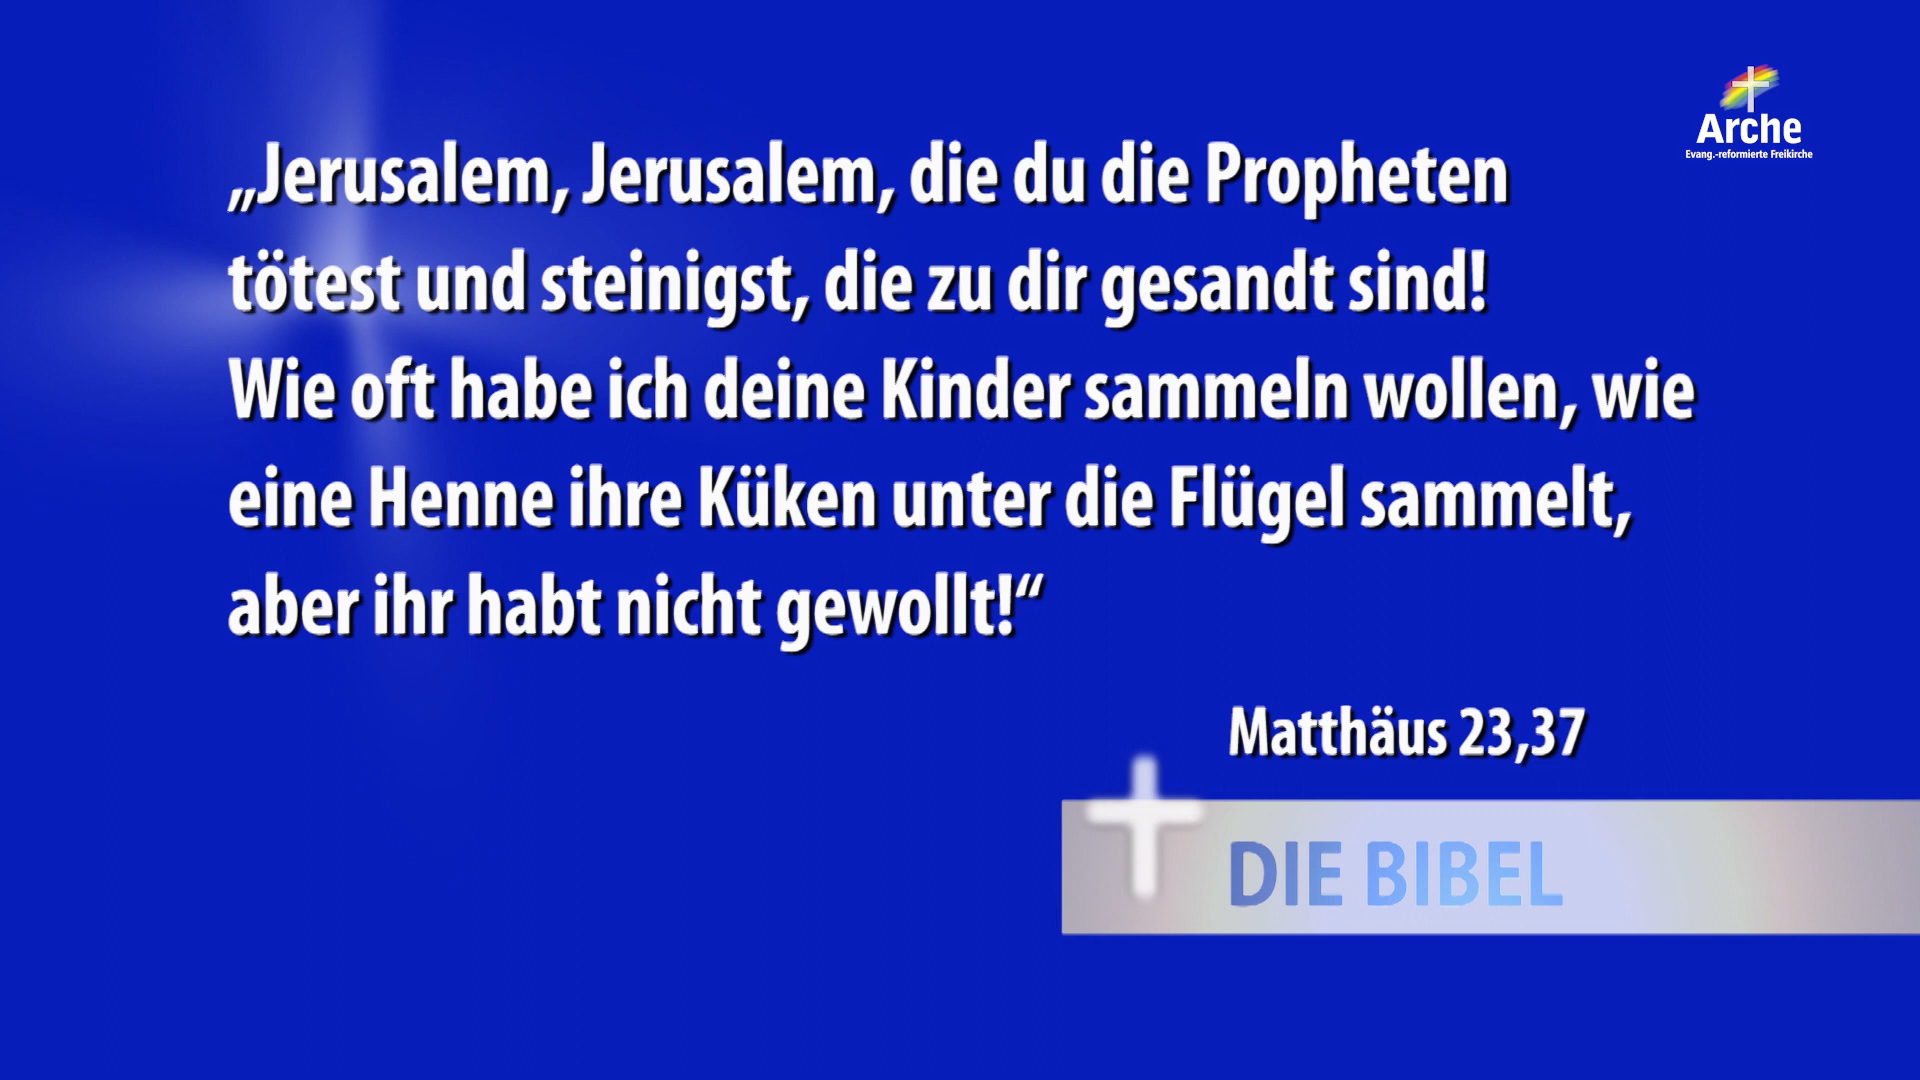 Arche
Evang.-reformierte Freikirche
„Jerusalem, Jerusalem, die du die Propheten
tötest und steinigst, die zu dir gesandt sind!
Wie oft habe ich deine Kinder sammeln wollen, wie
eine Henne ihre Küken unter die Flügel sammelt,
aber ihr habt nicht gewollt!“
Matthäus 23,37
DIE BIBEL